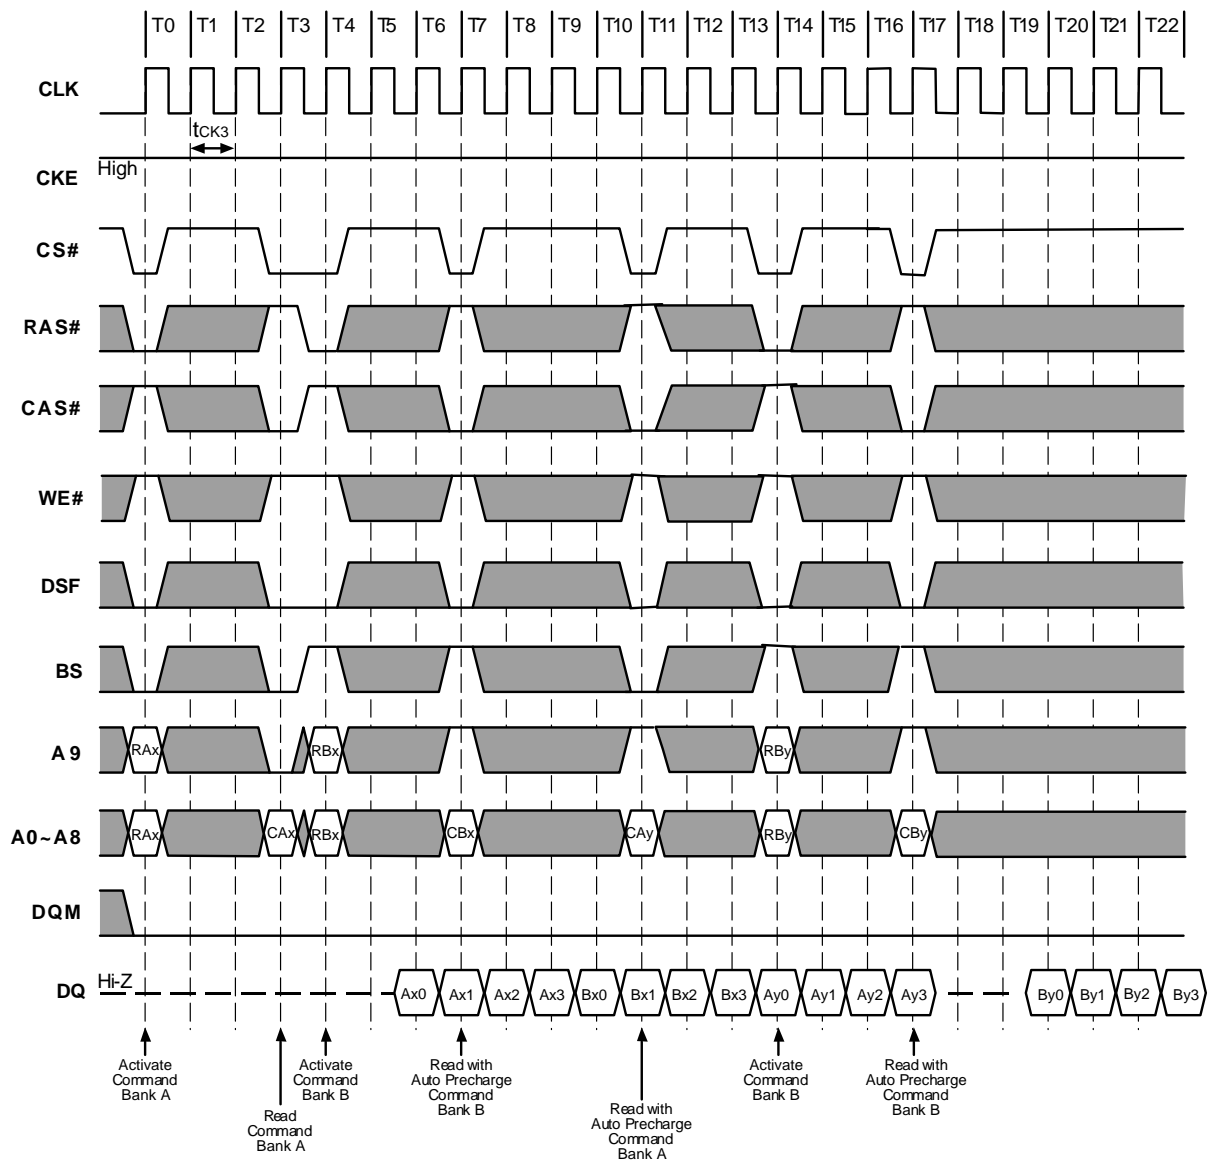 T0 T1 T2 T3 T4 T5 T6 T7 T8 T9 T10 T11 T12 T13 T14 T15 T16 T17 T18 T19 T20 T21 T22
CLK
tCK3
High
CKE
CS#
RAS#
CAS#
WE#
DSF
BS
A9 RAx RBx RBy
A0~A8 RAx CAx RBx CBx CAy RBy CBy
DQM
Hi-Z
DQ Ax0 Ax1 Ax2 Ax3 Bx0 Bx1 Bx2 Bx3 Ay0 Ay1 Ay2 Ay3 By0 By1 By2 By3
Activate
Command
Bank A
Read
Command
Bank A
Activate
Command
Bank B
Read with
Auto Precharge
Command
Bank B
Read with
Auto Precharge
Command
Bank A
Activate
Command
Bank B
Read with
Auto Precharge
Command
Bank B